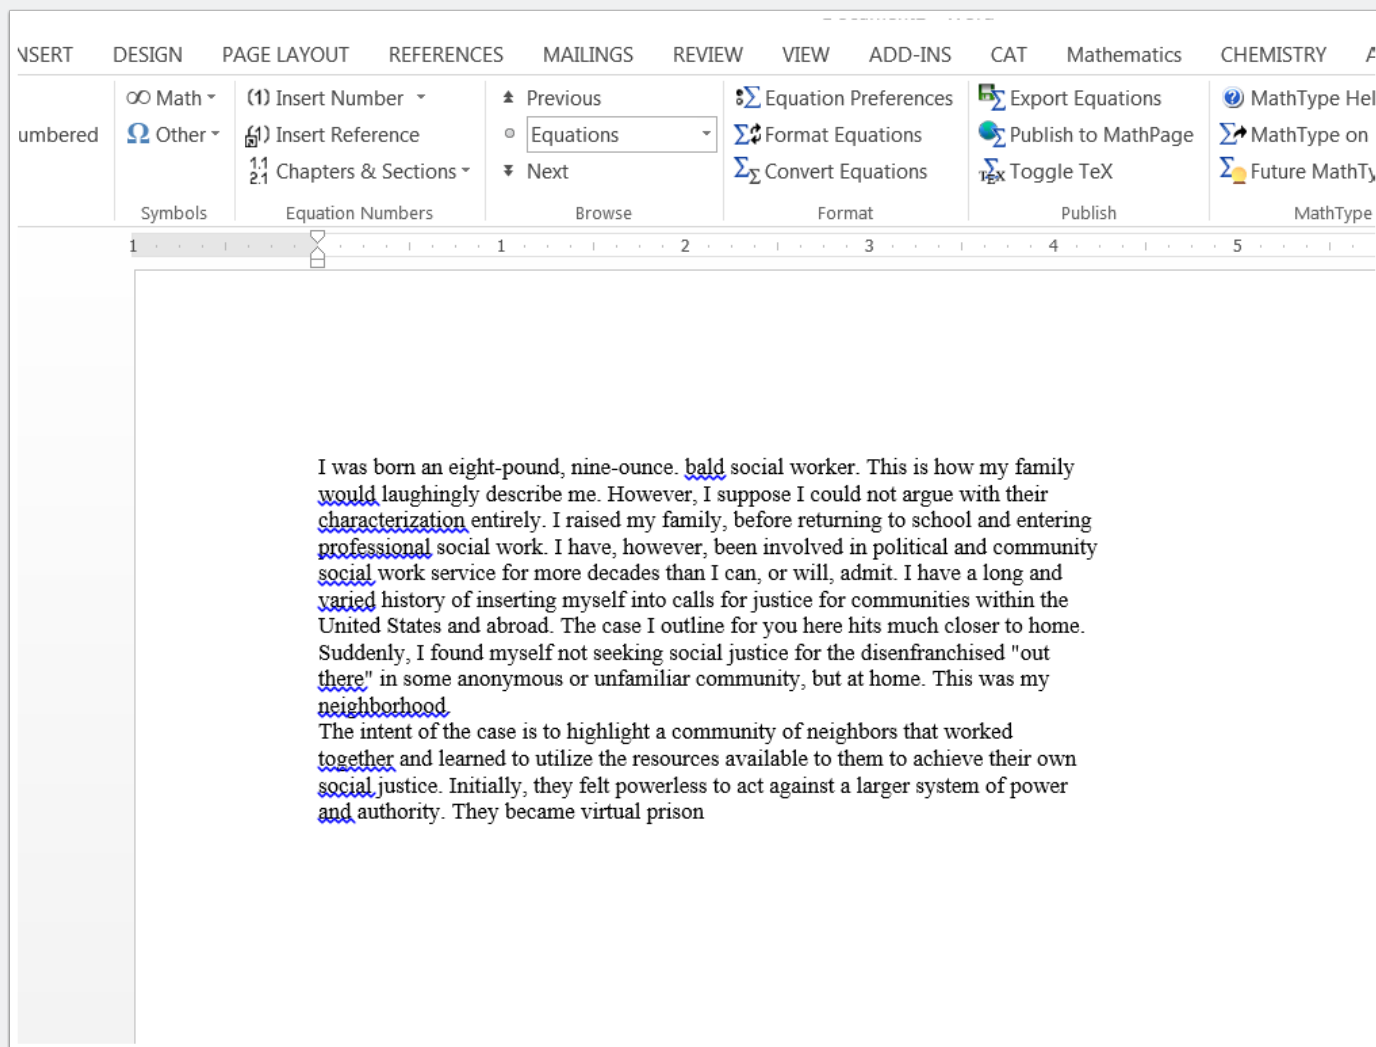 NSERT DESIGN PAGE LAYOUT REFERENCES MAILINGS REVIEW VIEW ADD-INS CAT Mathematics CHEMISTRY
Math (1) Insert Number Previous Equation Preferences Export Equations MathType Hel
umbered Other Insert Reference Equations Format Equations Publish to MathPage MathType on
Chapters & Sections Next Convert Equations Toggle TeX Future MathTy
Symbols Equation Numbers Browse Format Publish MathType
1 1 2 3 4 5
I was born an eight-pound, nine-ounce. bald social worker. This is how my family
would laughingly describe me. However, I suppose I could not argue with their
characterization entirely. I raised my family, before returning to school and entering
professional social work. I have, however, been involved in political and community
social work service for more decades than I can, or will, admit. I have a long and
varied history of inserting myself into calls for justice for communities within the
United States and abroad. The case I outline for you here hits much closer to home.
Suddenly, I found myself not seeking social justice for the disenfranchised "out
there" in some anonymous or unfamiliar community, but at home. This was my
neighborhood.
The intent of the case is to highlight a community of neighbors that worked
together and learned to utilize the resources available to them to achieve their own
social justice. Initially, they felt powerless to act against a larger system of power
and authority. They became virtual prison